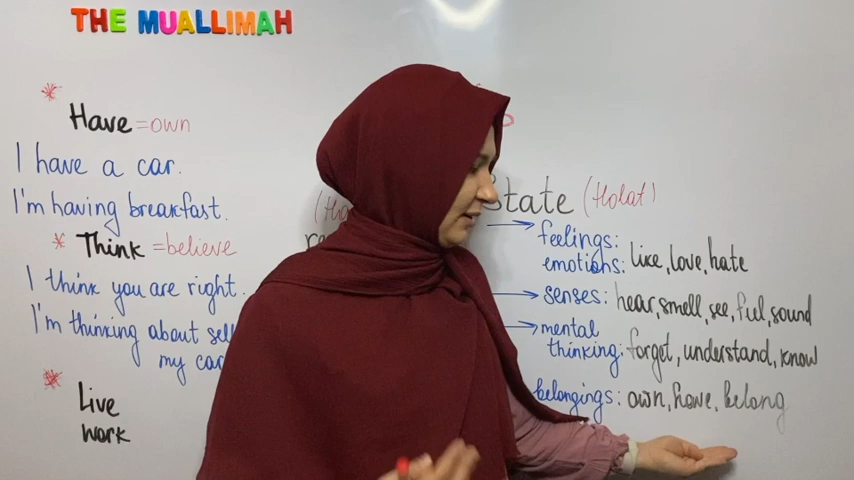 THE MUALLIMAH
* Have = own
I have a car.
I'm having breakfast.
* Think = believe
I think you are right.
I'm thinking about sell
my ca
* Live
work
State (Holat)
feelings:
emotions: like, love, hate
senses: hear, smell, see, feel, sound
mental
thinking: forget, understand, know
belongings: own, have, belong